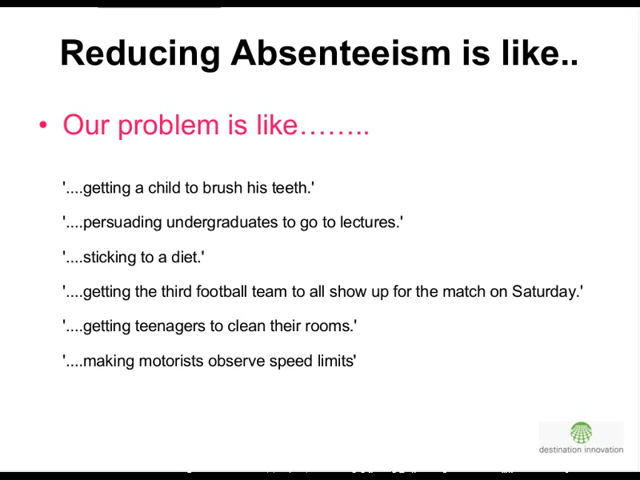 Reducing Absenteeism is like..
• Our problem is like……..
'....getting a child to brush his teeth.'
'....persuading undergraduates to go to lectures.'
'....sticking to a diet.'
'....getting the third football team to all show up for the match on Saturday.'
'....getting teenagers to clean their rooms.'
'....making motorists observe speed limits'
destination innovation